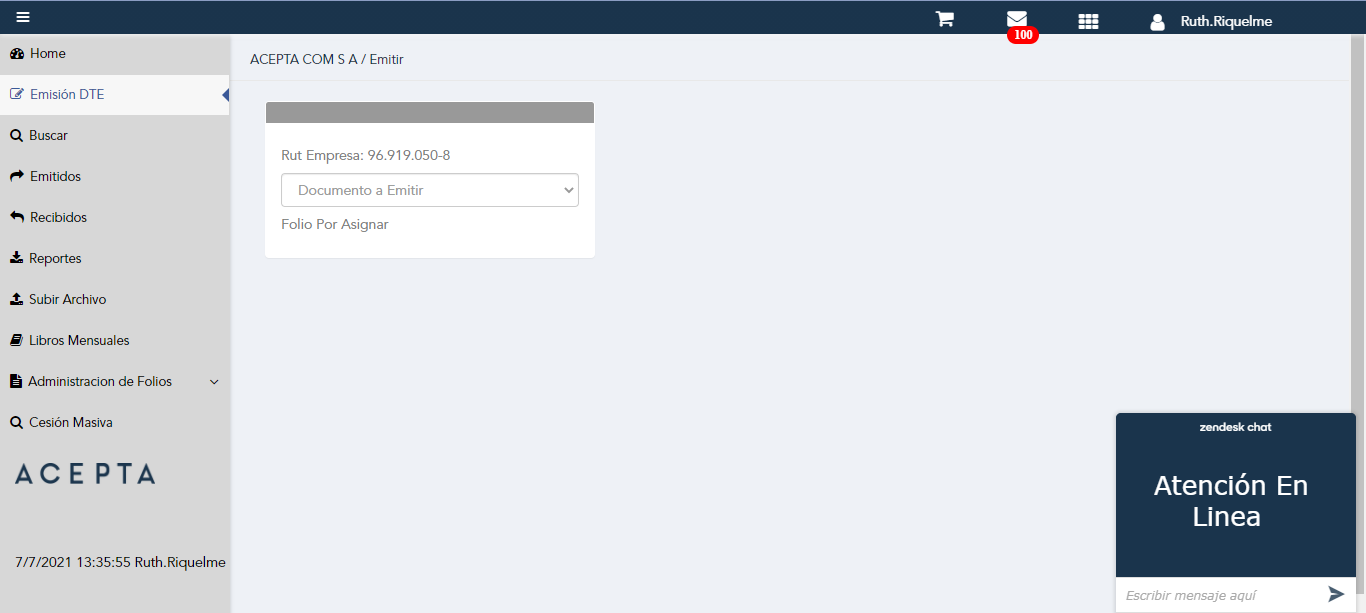 Ruth.Riquelme
100
Home
Emisión DTE
Buscar
Emitidos
Recibidos
Reportes
Subir Archivo
Libros Mensuales
Administracion de Folios
Cesión Masiva
ACEPTA
7/7/2021 13:35:55 Ruth.Riquelme
ACEPTA COM S A / Emitir
Rut Empresa: 96.919.050-8
Documento a Emitir
Folio Por Asignar
zendesk chat
Atención En
Linea
Escribir mensaje aquí